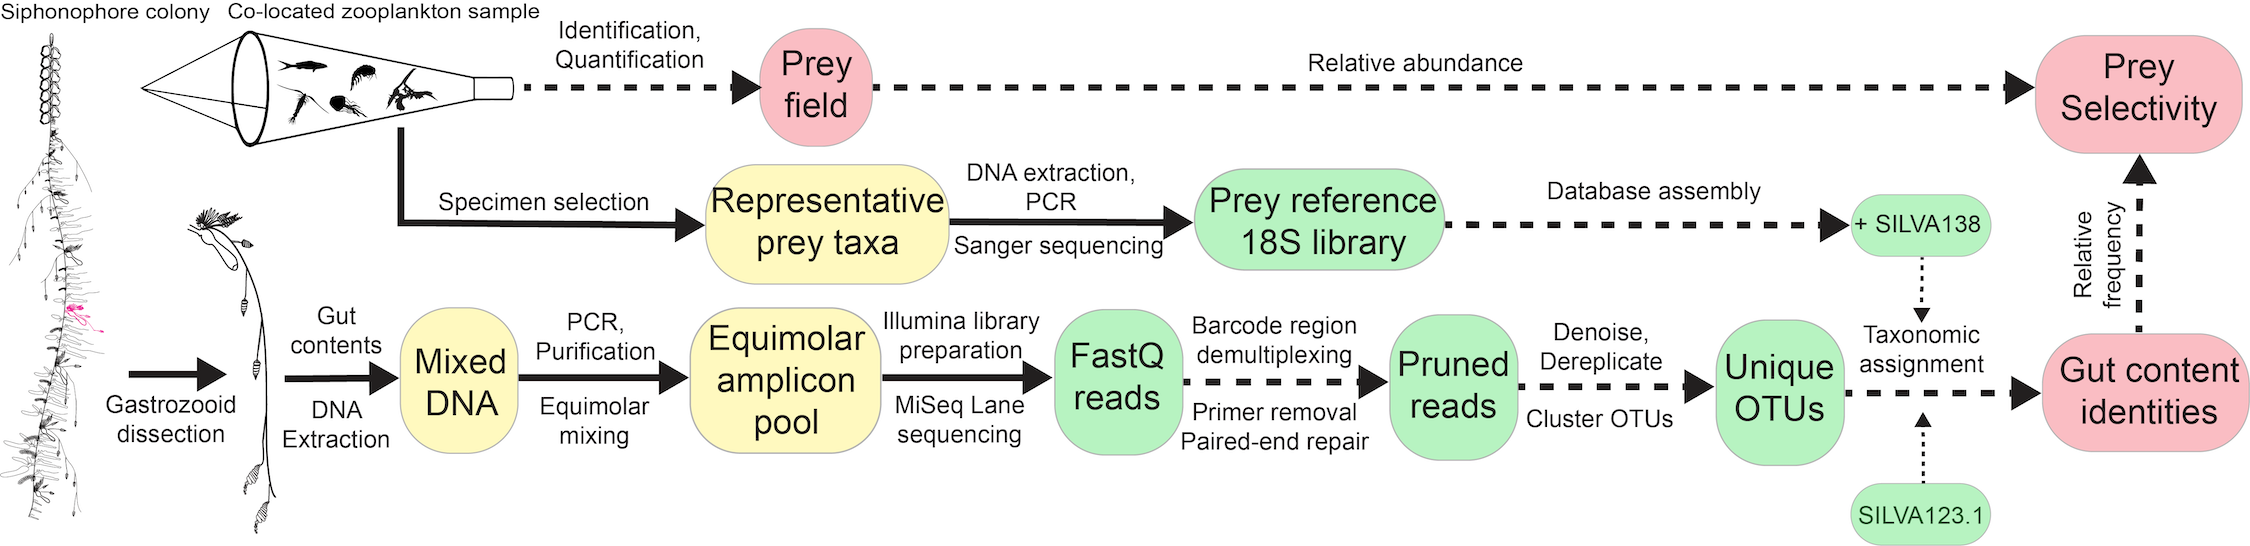 Siphonophore colony
Co-located zooplankton sample
Identification,
Quantification
Prey
field
Relative abundance
Prey
Selectivity
Specimen selection
Representative
prey taxa
DNA extraction,
PCR
Sanger sequencing
Prey reference
18S library
Database assembly
+ SILVA138
Relative
frequency
Gastrozooid
dissection
Gut
contents
DNA
Extraction
Mixed
DNA
PCR,
Purification
Equimolar
mixing
Equimolar
amplicon
pool
Illumina library
preparation
MiSeq Lane
sequencing
FastQ
reads
Barcode region
demultiplexing
Primer removal
Paired-end repair
Pruned
reads
Denoise,
Dereplicate
Cluster OTUs
Unique
OTUs
Taxonomic
assignment
SILVA123.1
Gut content
identities